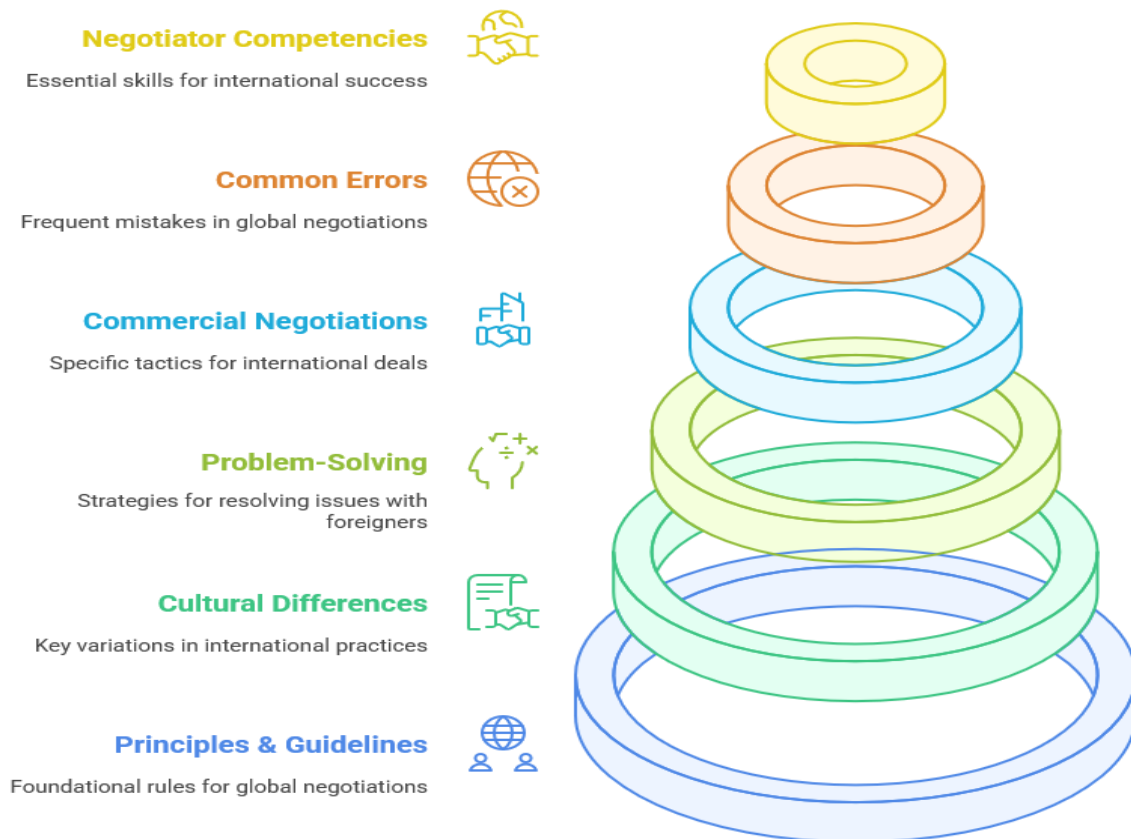 Negotiator Competencies
Essential skills for international success
Common Errors
Frequent mistakes in global negotiations
Commercial Negotiations
Specific tactics for international deals
Problem-Solving
Strategies for resolving issues with
foreigners
Cultural Differences
Key variations in international practices
Principles & Guidelines
Foundational rules for global negotiations